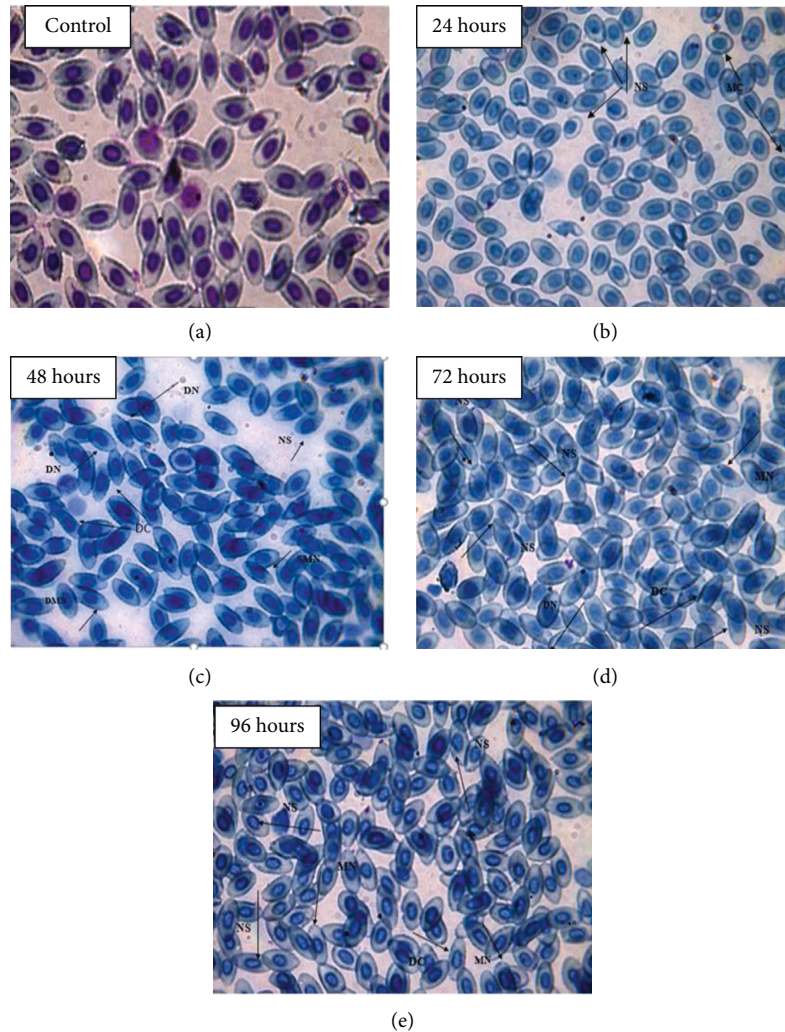 Control
(a)
24 hours
NS
MC
(b)
48 hours
DN
NS
DN
DC
MN
DMN
(c)
72 hours
NS
NS
MN
NS
DN
DC
NS
(d)
96 hours
NS
NS
MN
NS
DC
MN
(e)